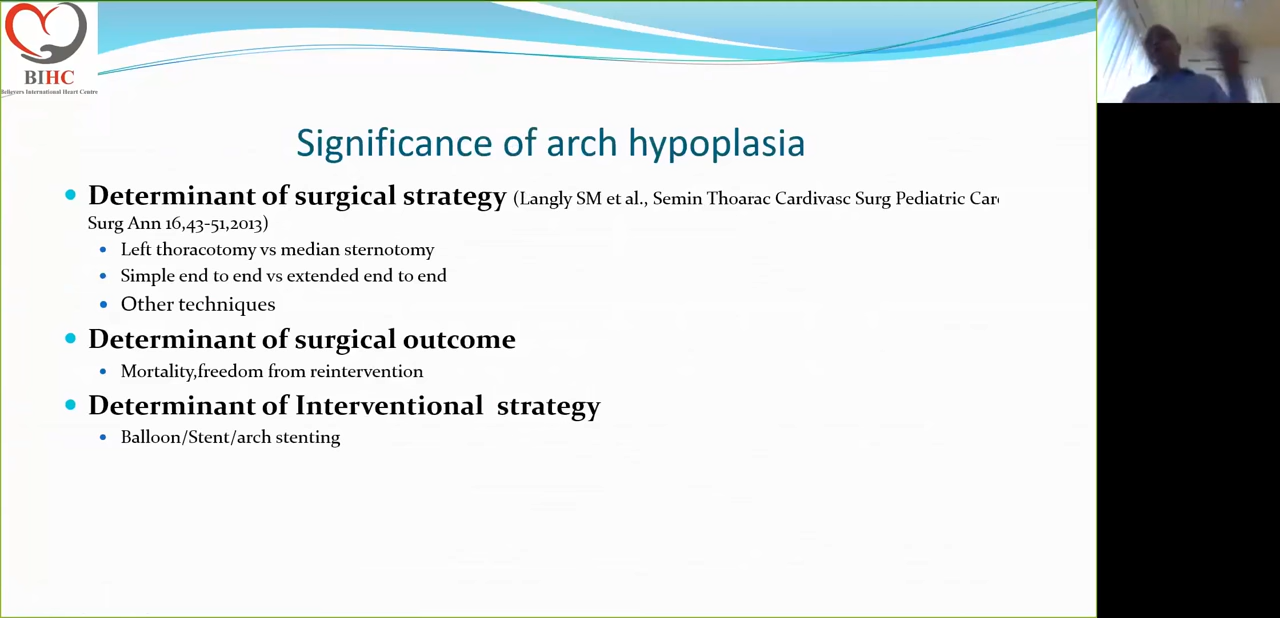 BIHC
Believers International Heart Centre
Significance of arch hypoplasia
Determinant of surgical strategy (Langly SM et al., Semin Thoarac Cardivasc Surg Pediatric Car
Surg Ann 16,43-51,2013)
Left thoracotomy vs median sternotomy
Simple end to end vs extended end to end
Other techniques
Determinant of surgical outcome
Mortality,freedom from reintervention
Determinant of Interventional strategy
Balloon/Stent/arch stenting